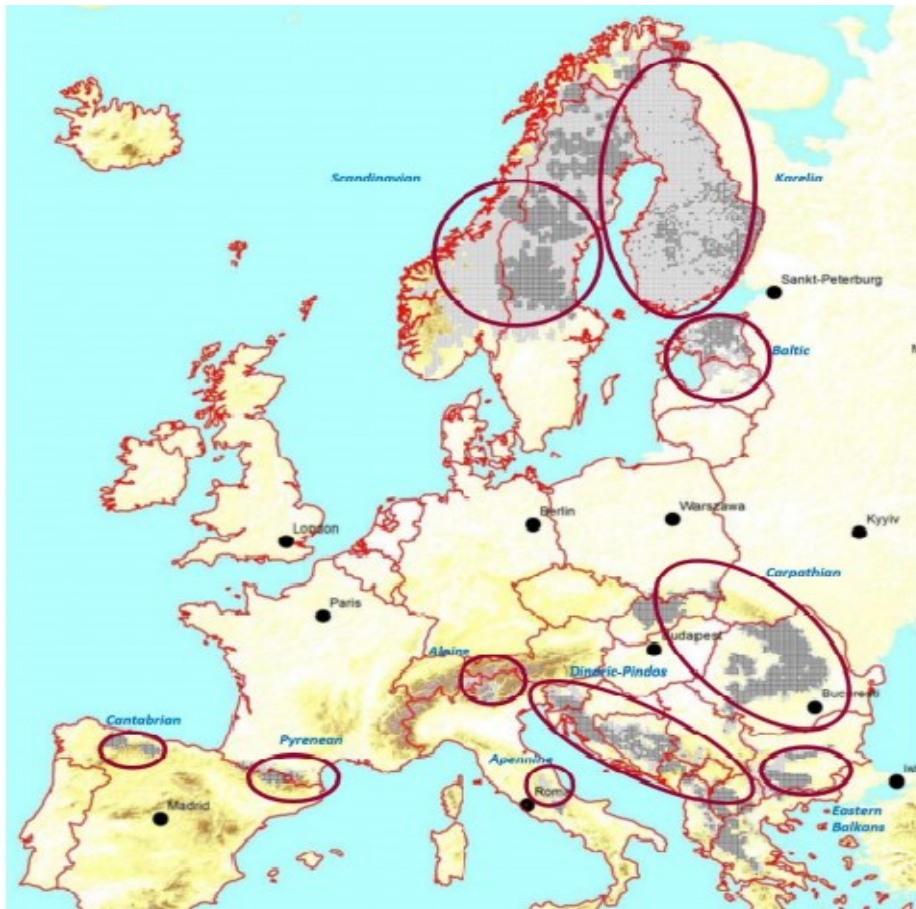 Scandinavian
Karelia
Sankt-Peterburg
Baltic
Berlin
Warszawa
London
Kyyiv
Carpathian
Paris
Budapest
Alpine
Dinaric-Pindos
Bucuresti
Cantabrian
Pyrenean
Apennine
Roma
Madrid
Eastern
Balkans